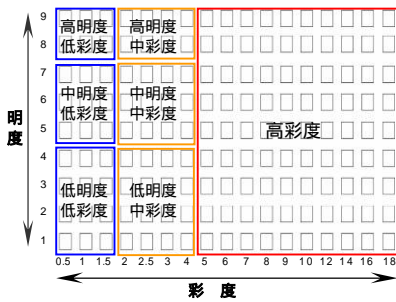 9
8
7
6
5
4
3
2
1
明度
高明度
低彩度
高明度
中彩度
中明度
低彩度
中明度
中彩度
高彩度
低明度
低彩度
低明度
中彩度
0.5 1 1.5 2 2.5 3 4 5 6 7 8 9 10 12 14 16 18
彩 度